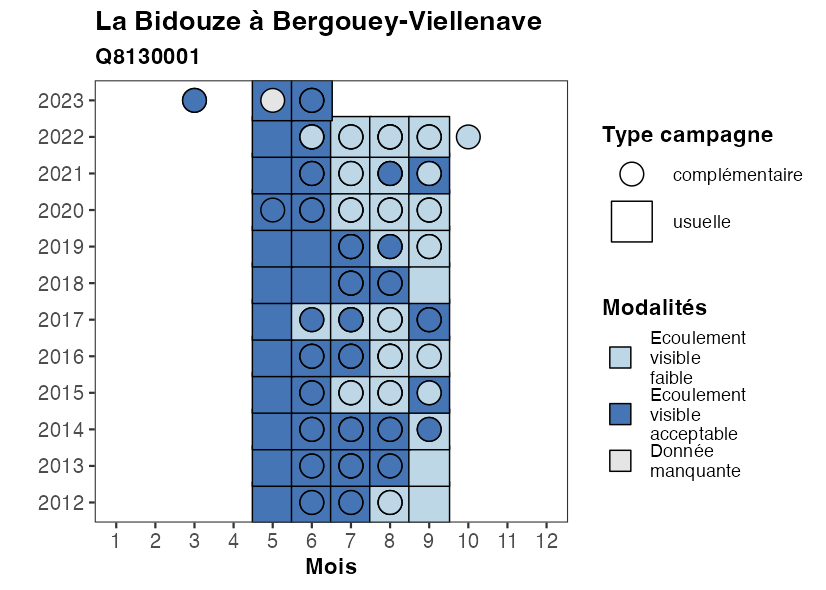 La Bidouze à Bergouey-Viellenave
Q8130001
2023
2022
2021
2020
2019
2018
2017
2016
2015
2014
2013
2012
1 2 3 4 5 6 7 8 9 10 11 12
Mois
Type campagne
complémentaire
usuelle
Modalités
Ecoulement
visible
faible
Ecoulement
visible
acceptable
Donnée
manquante